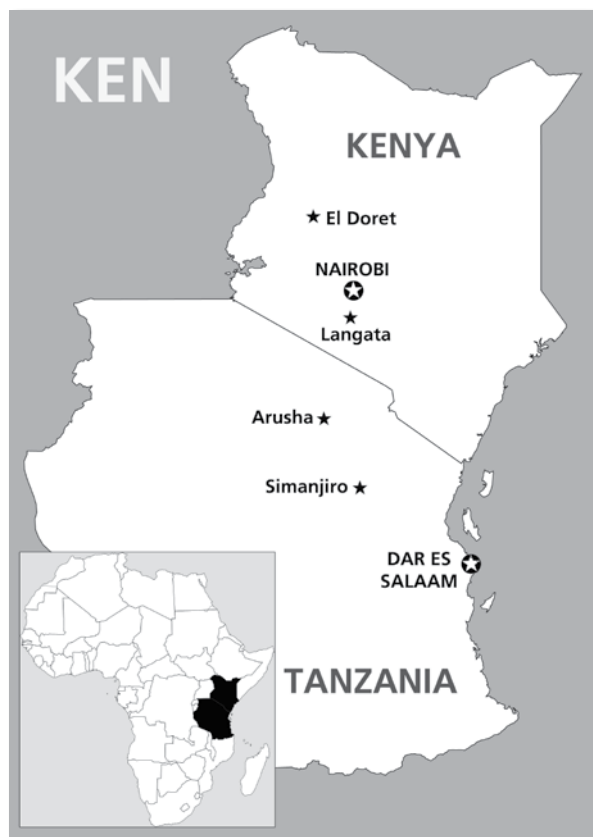 KEN
KENYA
El Doret
NAIROBI
Langata
Arusha
Simanjiro
DAR ES
SALAAM
TANZANIA